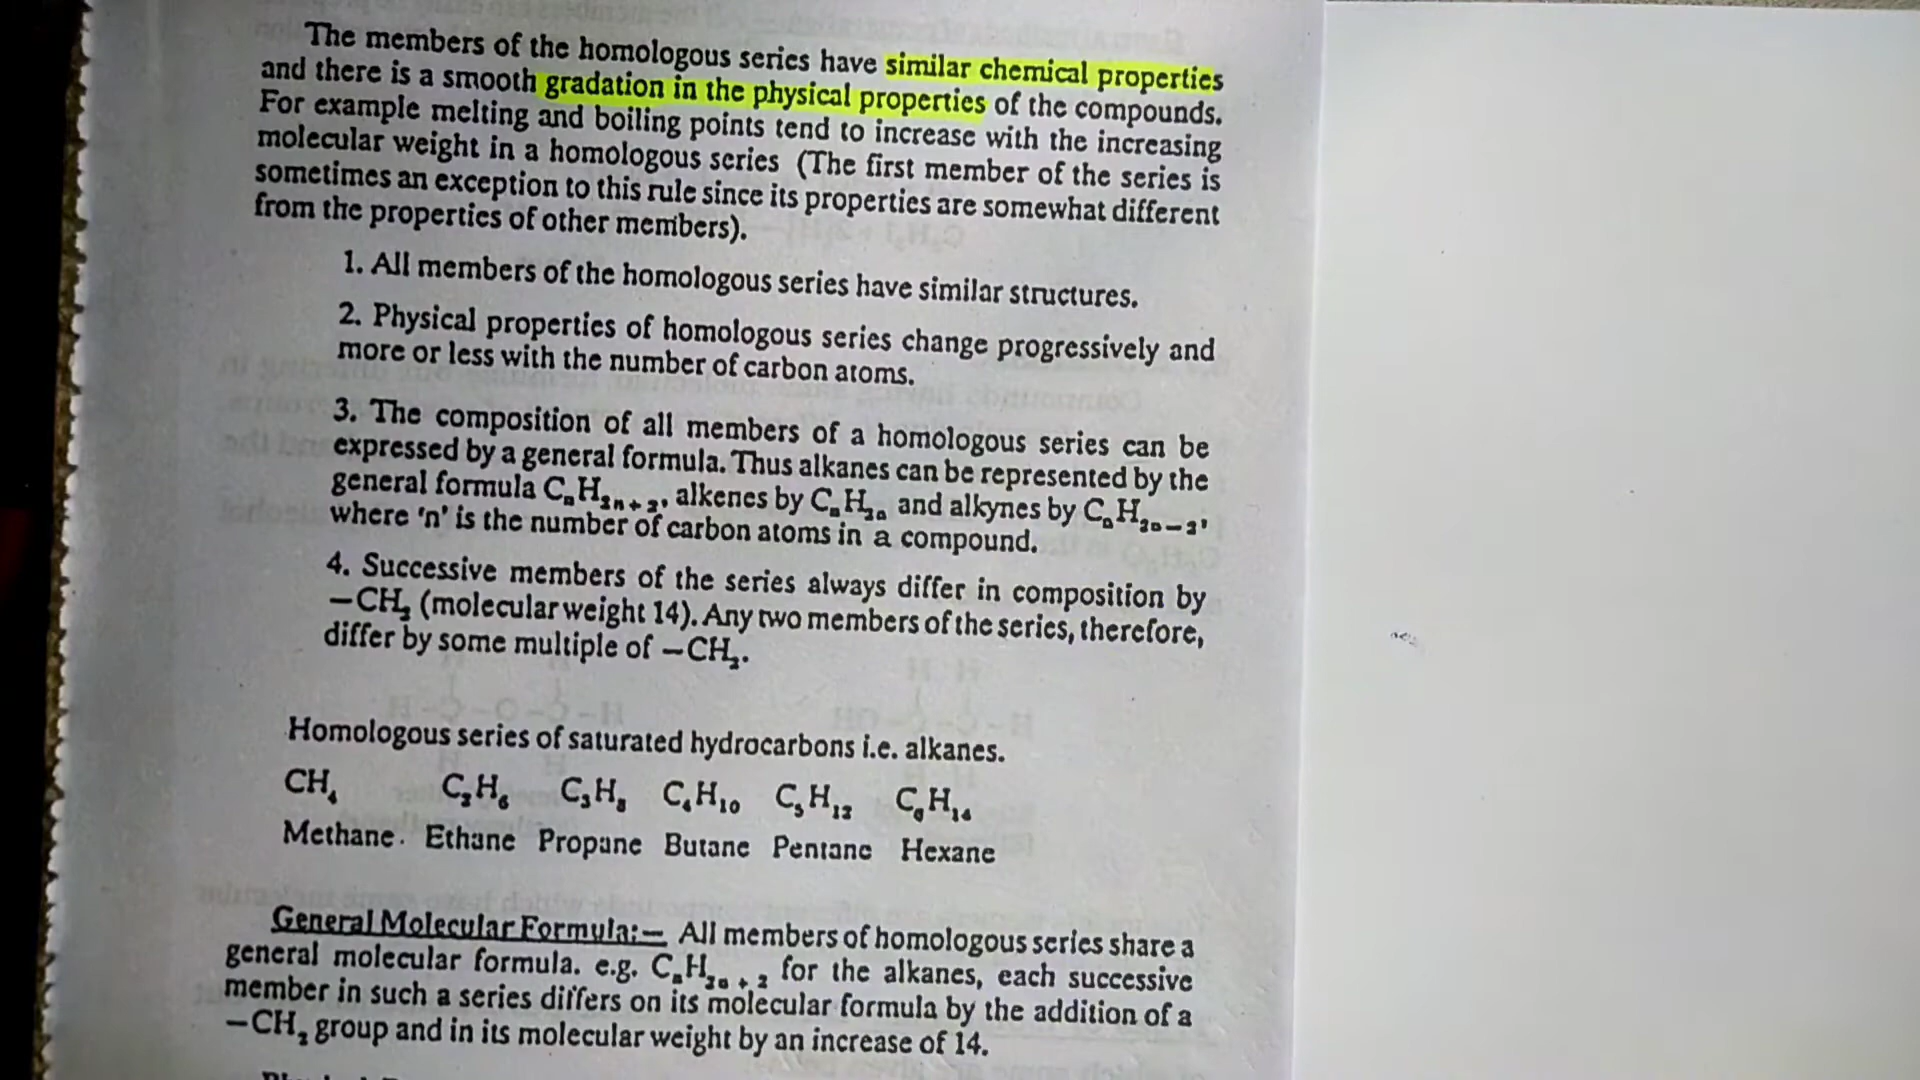 The members of the homologous series have similar chemical properties
and there is a smooth gradation in the physical properties of the compounds.
For example melting and boiling points tend to increase with the increasing
molecular weight in a homologous series (The first member of the series is
sometimes an exception to this rule since its properties are somewhat different
from the properties of other members).
1. All members of the homologous series have similar structures.
2. Physical properties of homologous series change progressively and
more or less with the number of carbon atoms.
3. The composition of all members of a homologous series can be
expressed by a general formula. Thus alkanes can be represented by the
general formula CₙH₂ₙ₊₂, alkenes by CₙH₂ₙ and alkynes by CₙH₂ₙ₋₂,
where 'n' is the number of carbon atoms in a compound.
4. Successive members of the series always differ in composition by
–CH₂ (molecular weight 14). Any two members of the series, therefore,
differ by some multiple of –CH₂.
Homologous series of saturated hydrocarbons i.e. alkanes.
CH₄ C₂H₆ C₃H₈ C₄H₁₀ C₅H₁₂ C₆H₁₄
Methane. Ethane Propane Butane Pentane Hexane
General Molecular Formula:– All members of homologous series share a
general molecular formula. e.g. CₙH₂ₙ₊₂ for the alkanes, each successive
member in such a series differs on its molecular formula by the addition of a
–CH₂ group and in its molecular weight by an increase of 14.